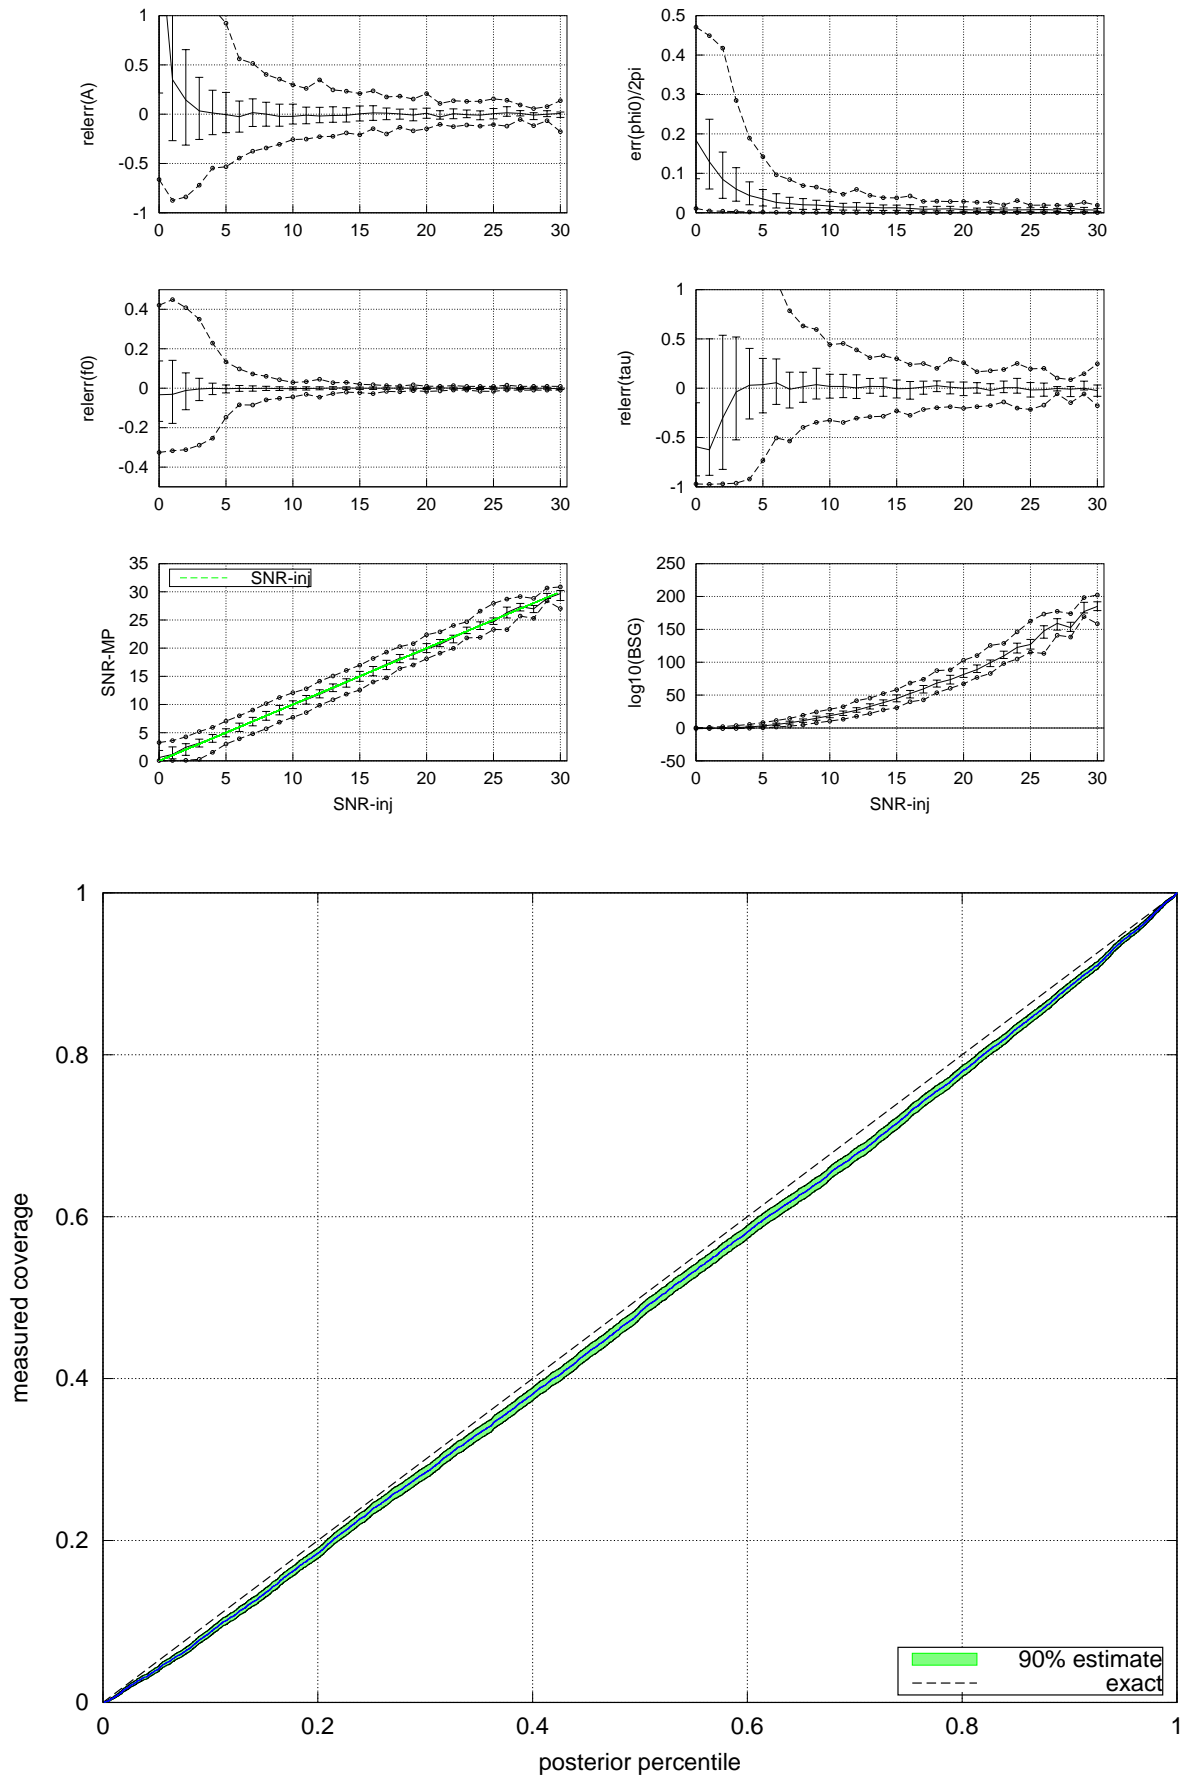 1
0.5
0
-0.5
-1
relerr(A)
0 5 10 15 20 25 30
0.5
0.4
0.3
0.2
0.1
0
err(phi0)/2pi
0 5 10 15 20 25 30
0.4
0.2
0
-0.2
-0.4
relerr(f0)
0 5 10 15 20 25 30
1
0.5
0
-0.5
-1
relerr(tau)
0 5 10 15 20 25 30
35
30
25
20
15
10
5
0
SNR-MP
SNR-inj
0 5 10 15 20 25 30
SNR-inj
250
200
150
100
50
0
-50
log10(BSG)
0 5 10 15 20 25 30
SNR-inj
1
0.8
0.6
0.4
0.2
0
measured coverage
90% estimate
exact
0 0.2 0.4 0.6 0.8 1
posterior percentile